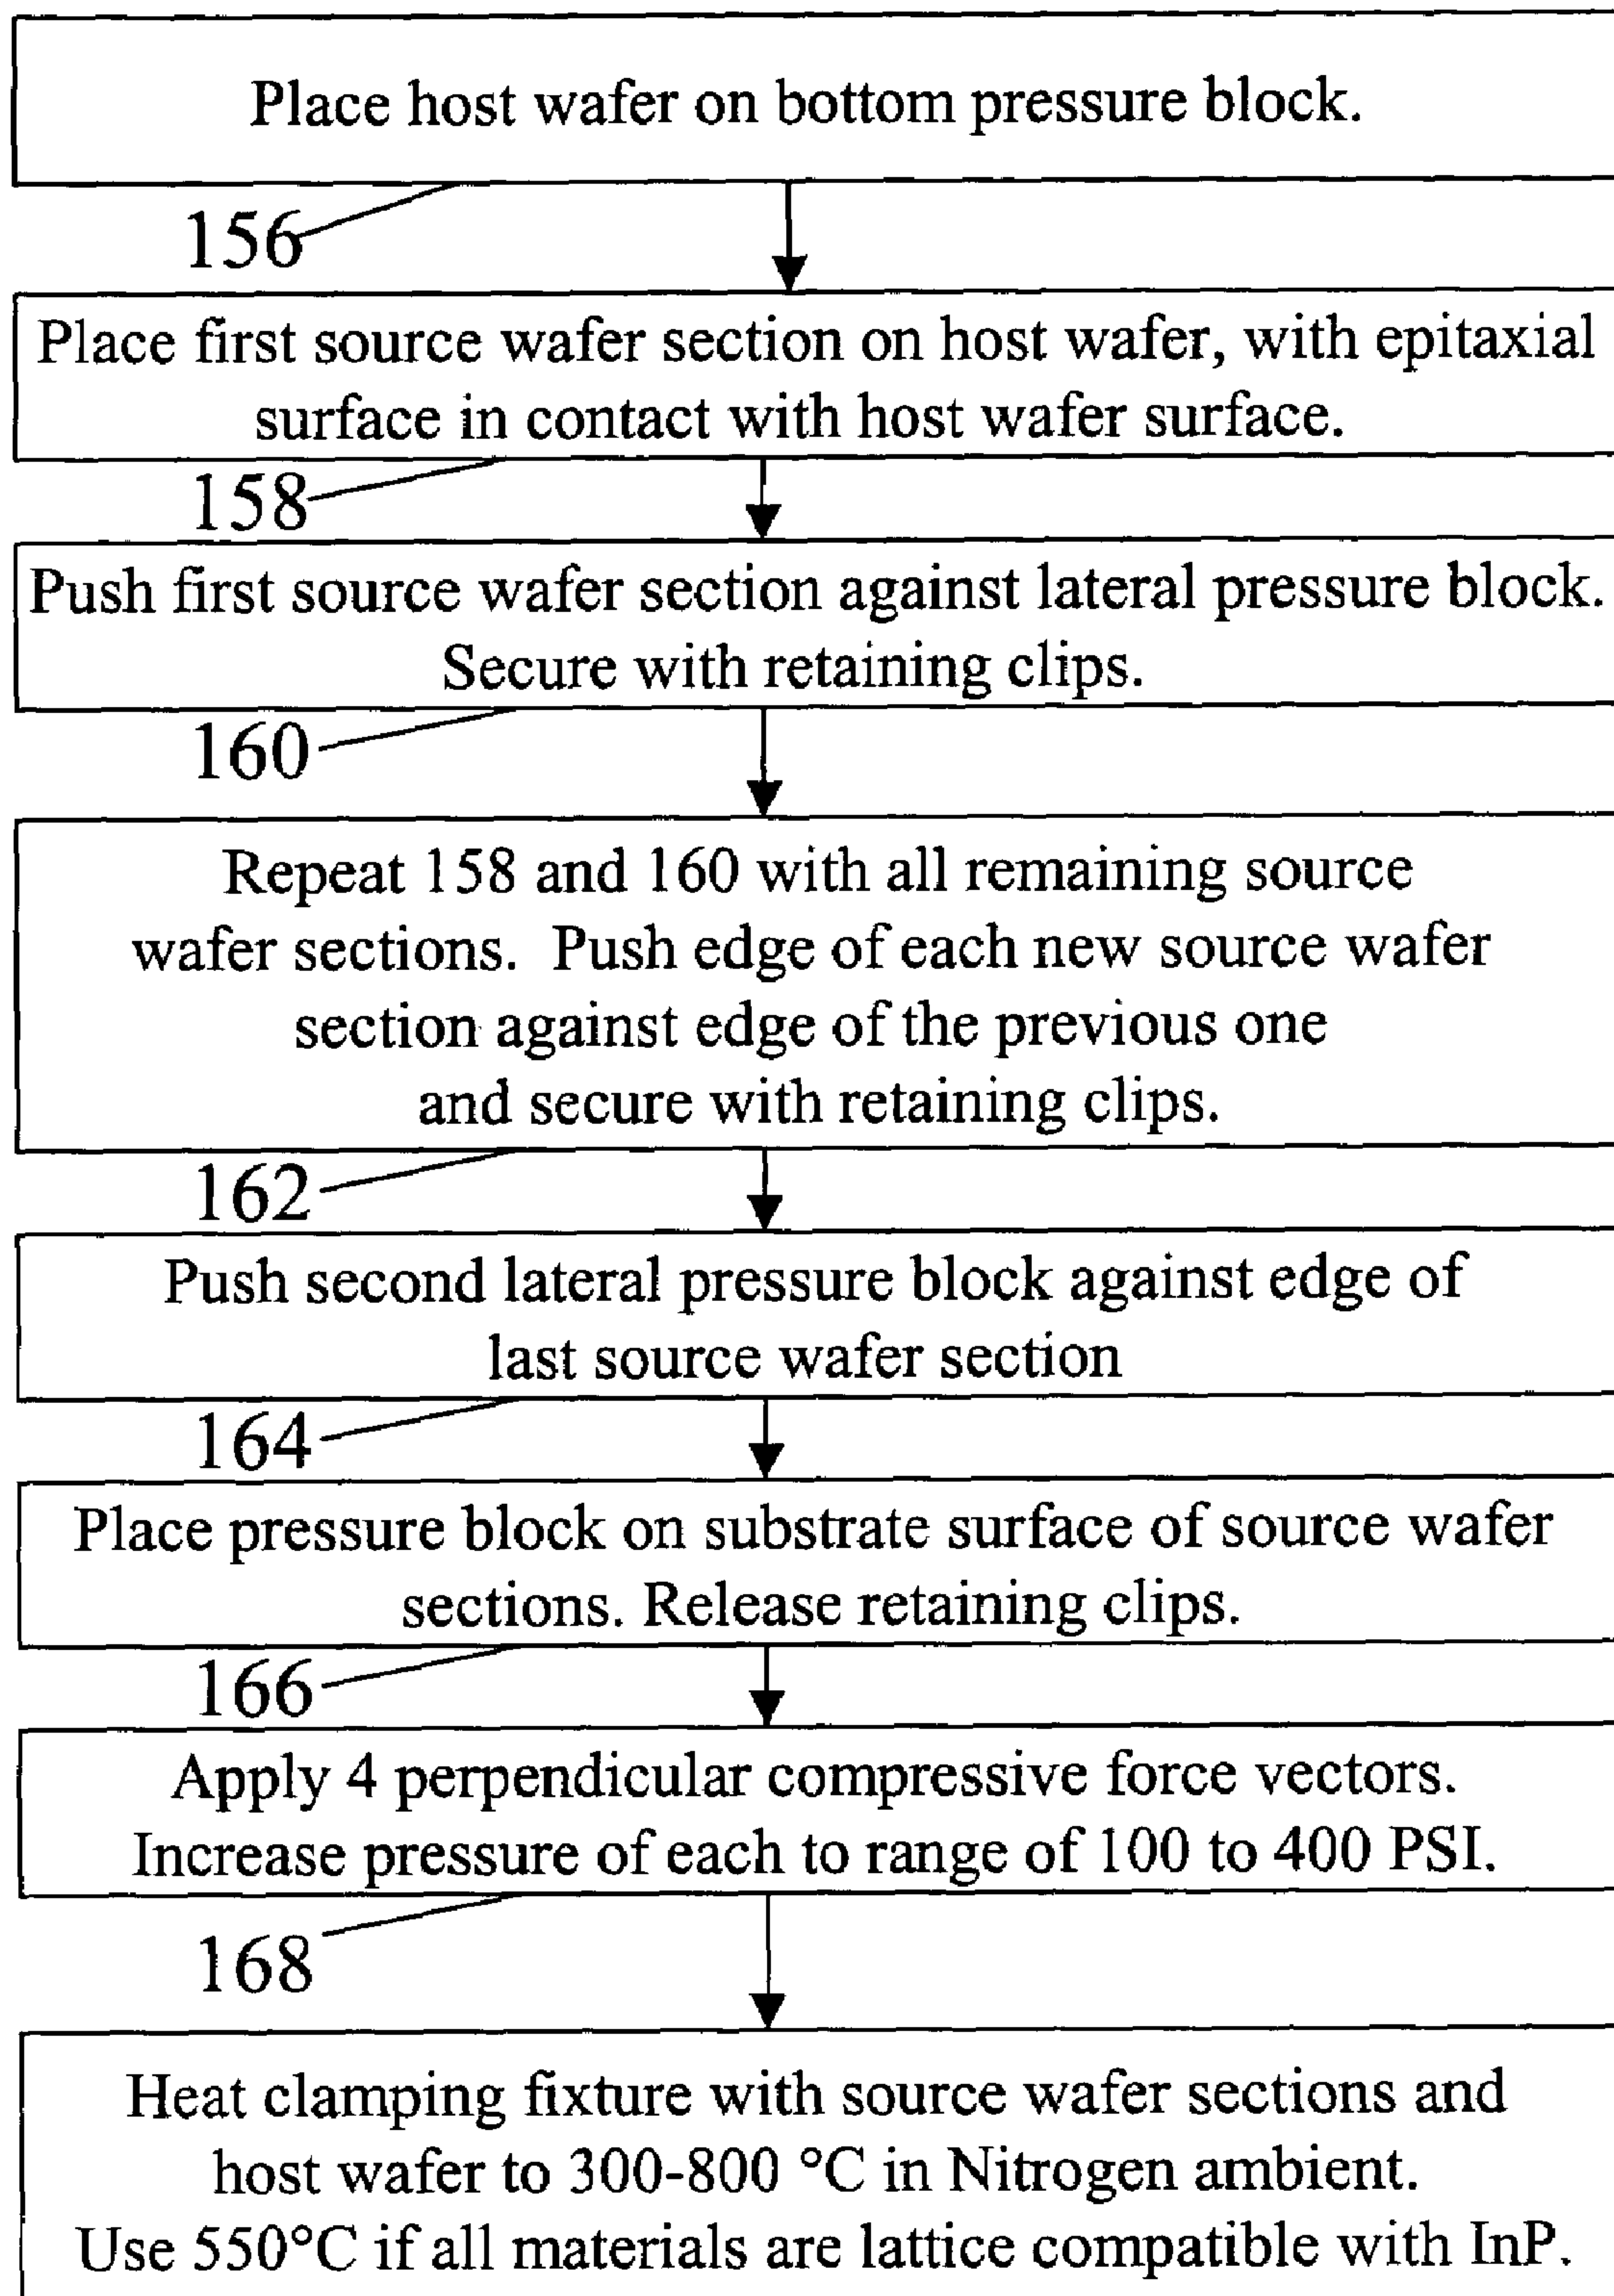 Place host wafer on bottom pressure block.
156
Place first source wafer section on host wafer, with epitaxial
surface in contact with host wafer surface.
158
Push first source wafer section against lateral pressure block.
Secure with retaining clips.
160
Repeat 158 and 160 with all remaining source
wafer sections. Push edge of each new source wafer
section against edge of the previous one
and secure with retaining clips.
162
Push second lateral pressure block against edge of
last source wafer section
164
Place pressure block on substrate surface of source wafer
sections. Release retaining clips.
166
Apply 4 perpendicular compressive force vectors.
Increase pressure of each to range of 100 to 400 PSI.
168
Heat clamping fixture with source wafer sections and
host wafer to 300-800 °C in Nitrogen ambient.
Use 550°C if all materials are lattice compatible with InP.